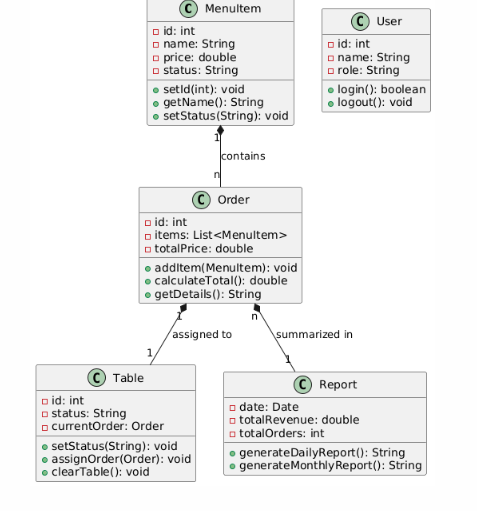 C MenuItem
id: int
name: String
price: double
status: String
setId(int): void
getName(): String
setStatus(String): void
C User
id: int
name: String
role: String
login(): boolean
logout(): void
1
contains
n
C Order
id: int
items: List<MenuItem>
totalPrice: double
addItem(MenuItem): void
calculateTotal(): double
getDetails(): String
1
assigned to
1
n
summarized in
1
C Table
id: int
status: String
currentOrder: Order
setStatus(String): void
assignOrder(Order): void
clearTable(): void
C Report
date: Date
totalRevenue: double
totalOrders: int
generateDailyReport(): String
generateMonthlyReport(): String